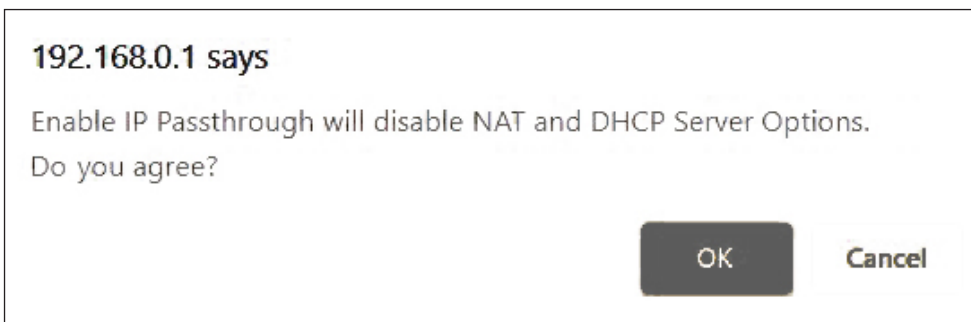 192.168.0.1 says
Enable IP Passthrough will disable NAT and DHCP Server Options.
Do you agree?
OK
Cancel